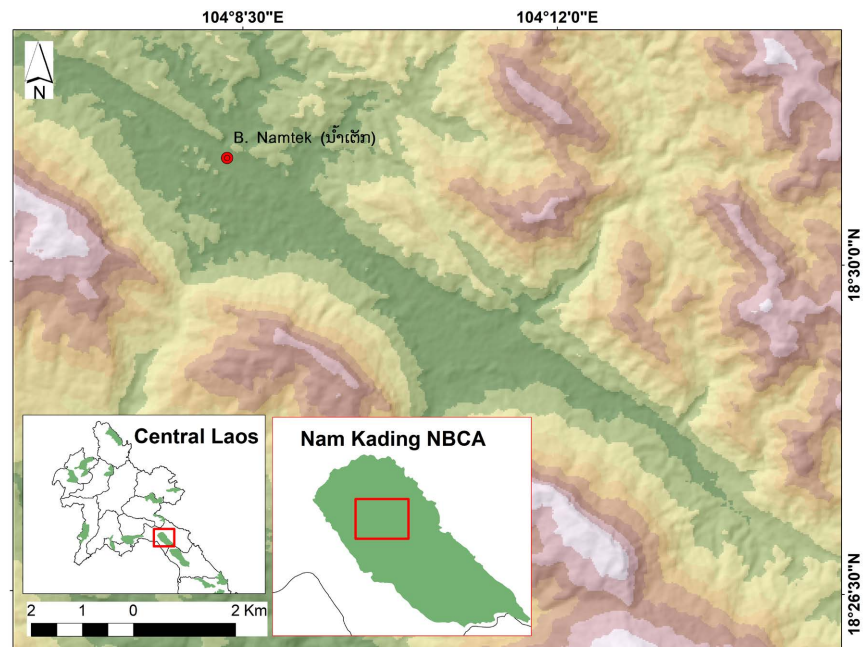 104°8'30"E
104°12'0"E
N
B. Namtek (ນ້ຳເຕັກ)
18°30'0"N
Central Laos
Nam Kading NBCA
18°26'30"N
2 1 0 2 Km